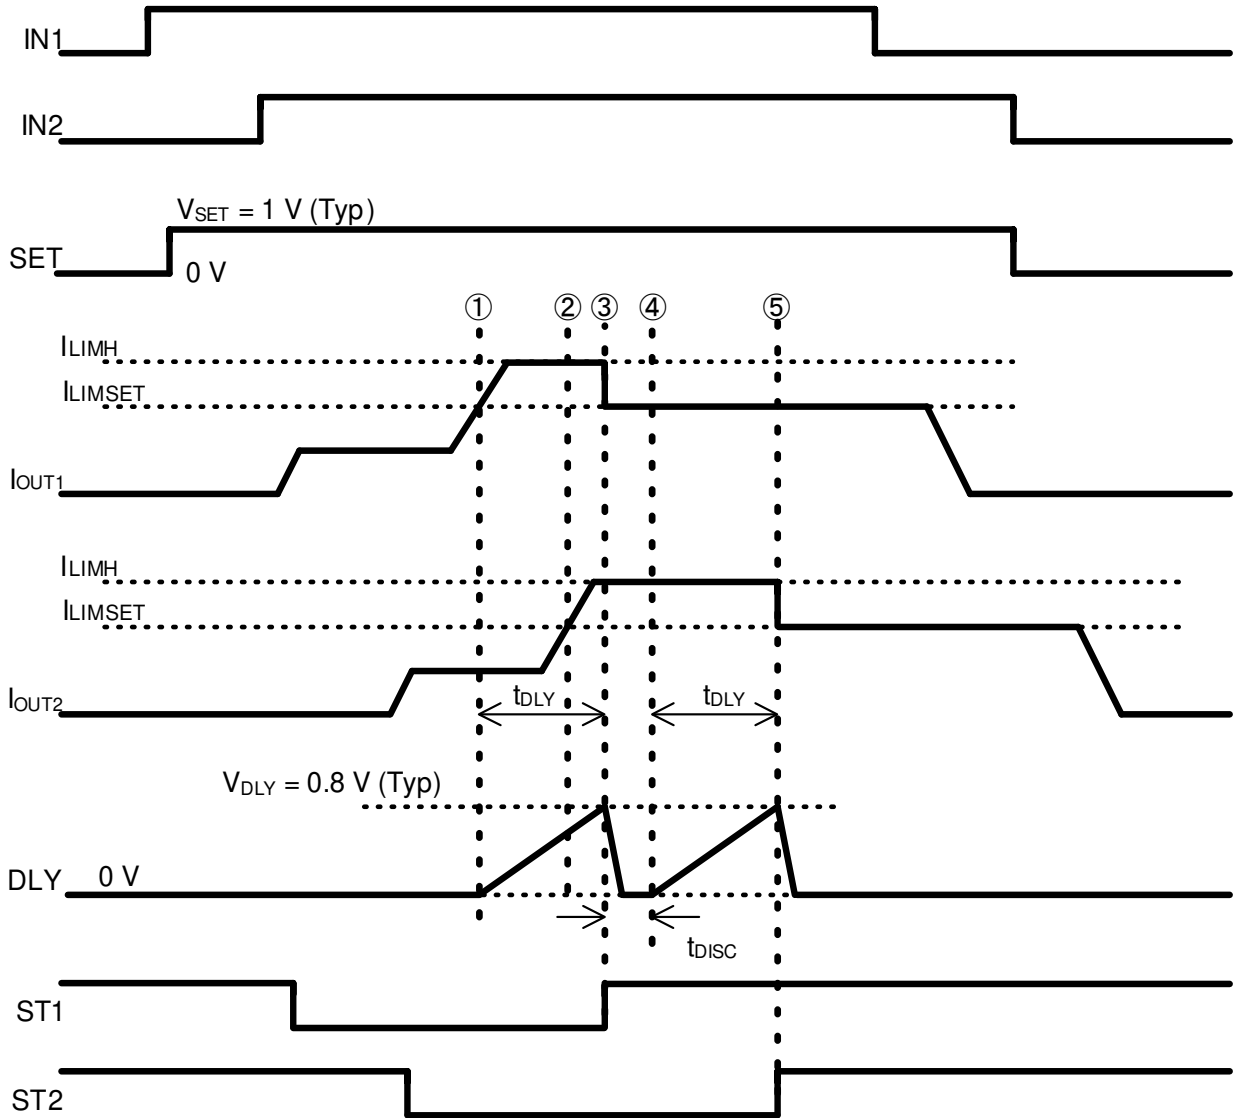 IN1
IN2
VSET = 1 V (Typ)
SET
0 V
① ② ③ ④ ⑤
ILIMH
ILIMSET
IOUT1
ILIMH
ILIMSET
IOUT2
tDLY tDLY
VDLY = 0.8 V (Typ)
DLY 0 V
tDISC
ST1
ST2